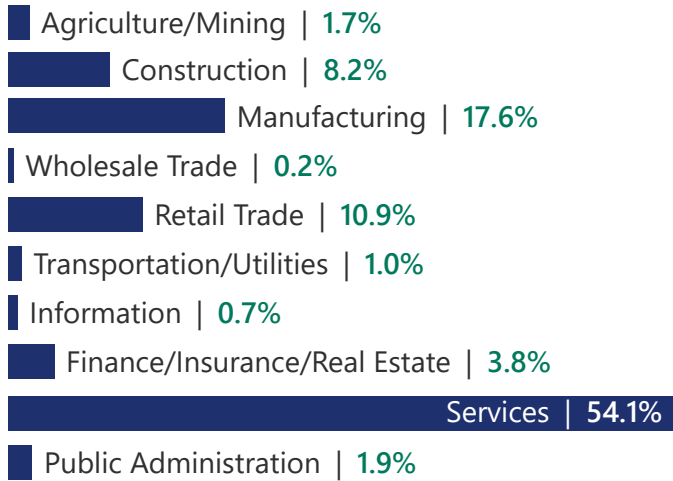 Agriculture/Mining | 1.7%
Construction | 8.2%
Manufacturing | 17.6%
Wholesale Trade | 0.2%
Retail Trade | 10.9%
Transportation/Utilities | 1.0%
Information | 0.7%
Finance/Insurance/Real Estate | 3.8%
Services | 54.1%
Public Administration | 1.9%